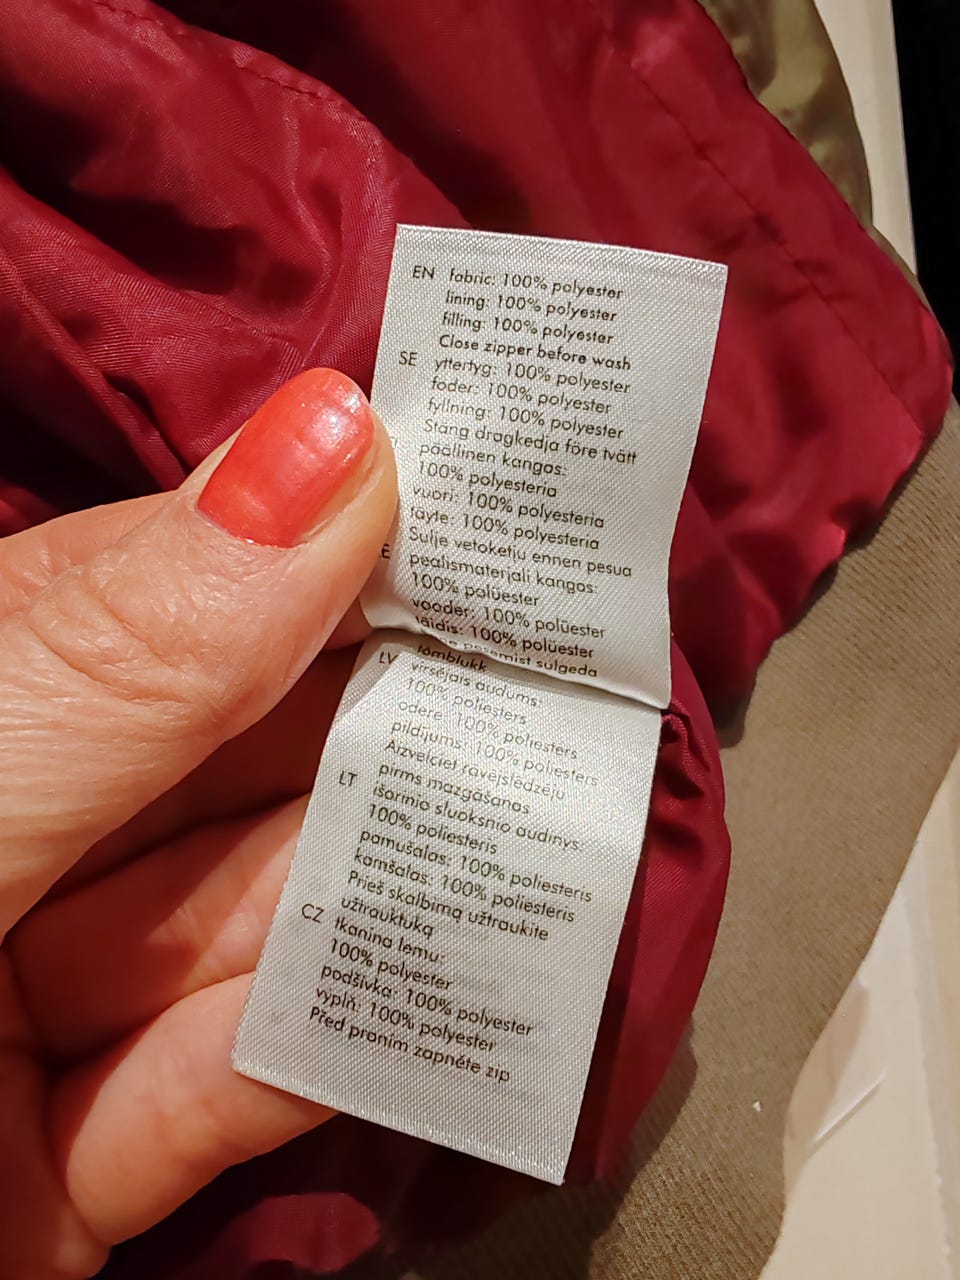 EN fabric: 100% polyester
lining: 100% polyester
filling: 100% polyester
Close zipper before wash
SE yttertyg: 100% polyester
foder: 100% polyester
fyllning: 100% polyester
Stäng dragkedja före tvätt
päällinen kangas:
100% polyesteria
vuori: 100% polyesteria
täyte: 100% polyesteria
Sulje vetoketju ennen pesua
E pealismaterjali kangas:
100% polüester
vooder: 100% polüester
täidis: 100% polüester
pesemist sulgeda
tõmblukk
LV virsējais audums:
100% poliesters
odere: 100% poliesters
pildījums: 100% poliesters
Aizvelciet rāvējslēdzēju
pirms mazgāšanas
LT išorinio sluoksnio audinys:
100% poliesteris
pamušalas: 100% poliesteris
kamšalas: 100% poliesteris
Prieš skalbimą užtraukite
užtrauktuką
CZ tkanina lemu:
100% polyester
podšívka: 100% polyester
výplň: 100% polyester
Před praním zapněte zip